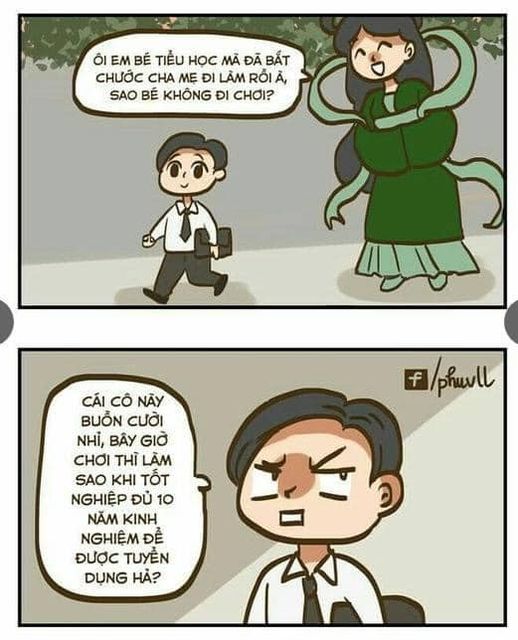 ÔI EM BÉ TIỂU HỌC MÀ ĐÃ BẮT
CHƯỚC CHA MẸ ĐI LÀM RỒI À,
SAO BÉ KHÔNG ĐI CHƠI?
f/phuvll
CÁI CÔ NÀY
BUỒN CƯỜI
NHỈ, BÂY GIỜ
CHƠI THÌ LÀM
SAO KHI TỐT
NGHIỆP ĐỦ 10
NĂM KINH
NGHIỆM ĐỂ
ĐƯỢC TUYỂN
DỤNG HẢ?